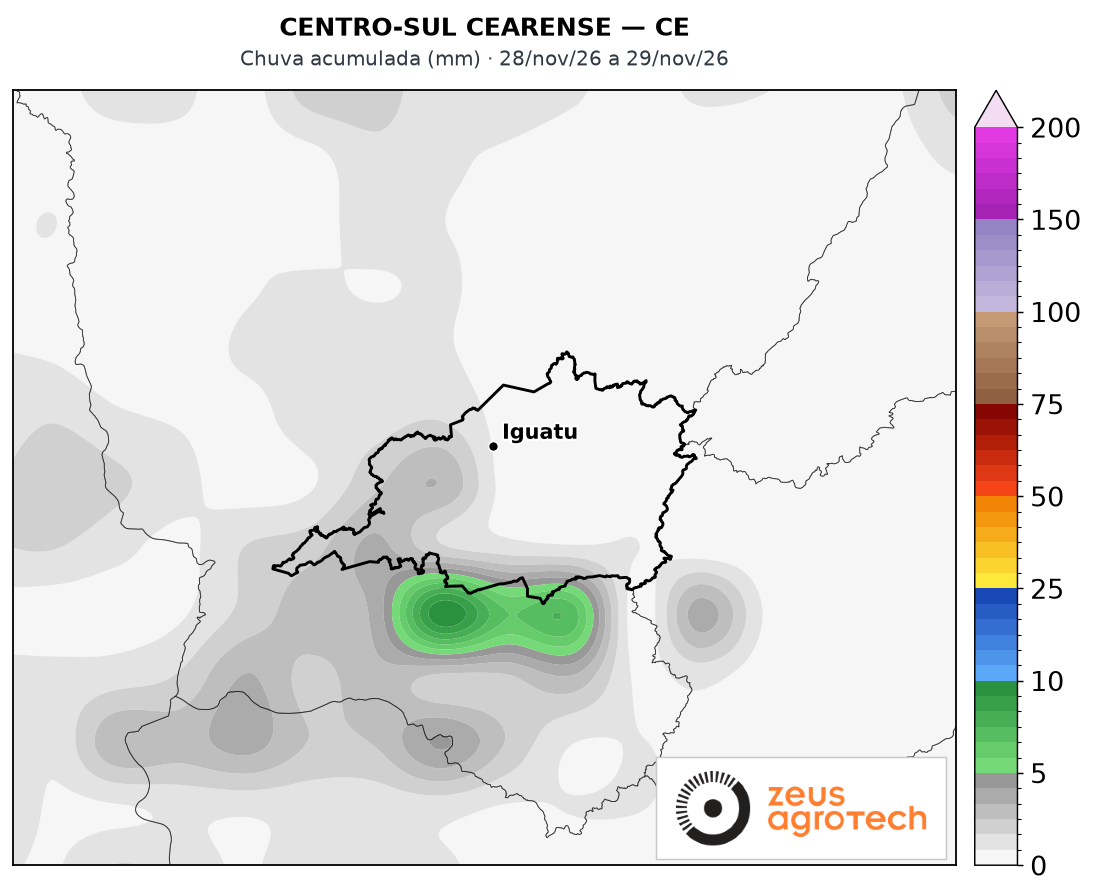 CENTRO-SUL CEARENSE — CE
Chuva acumulada (mm) · 28/nov/26 a 29/nov/26
200
150
100
75
50
25
10
5
0
Iguatu
zeus
agrotech